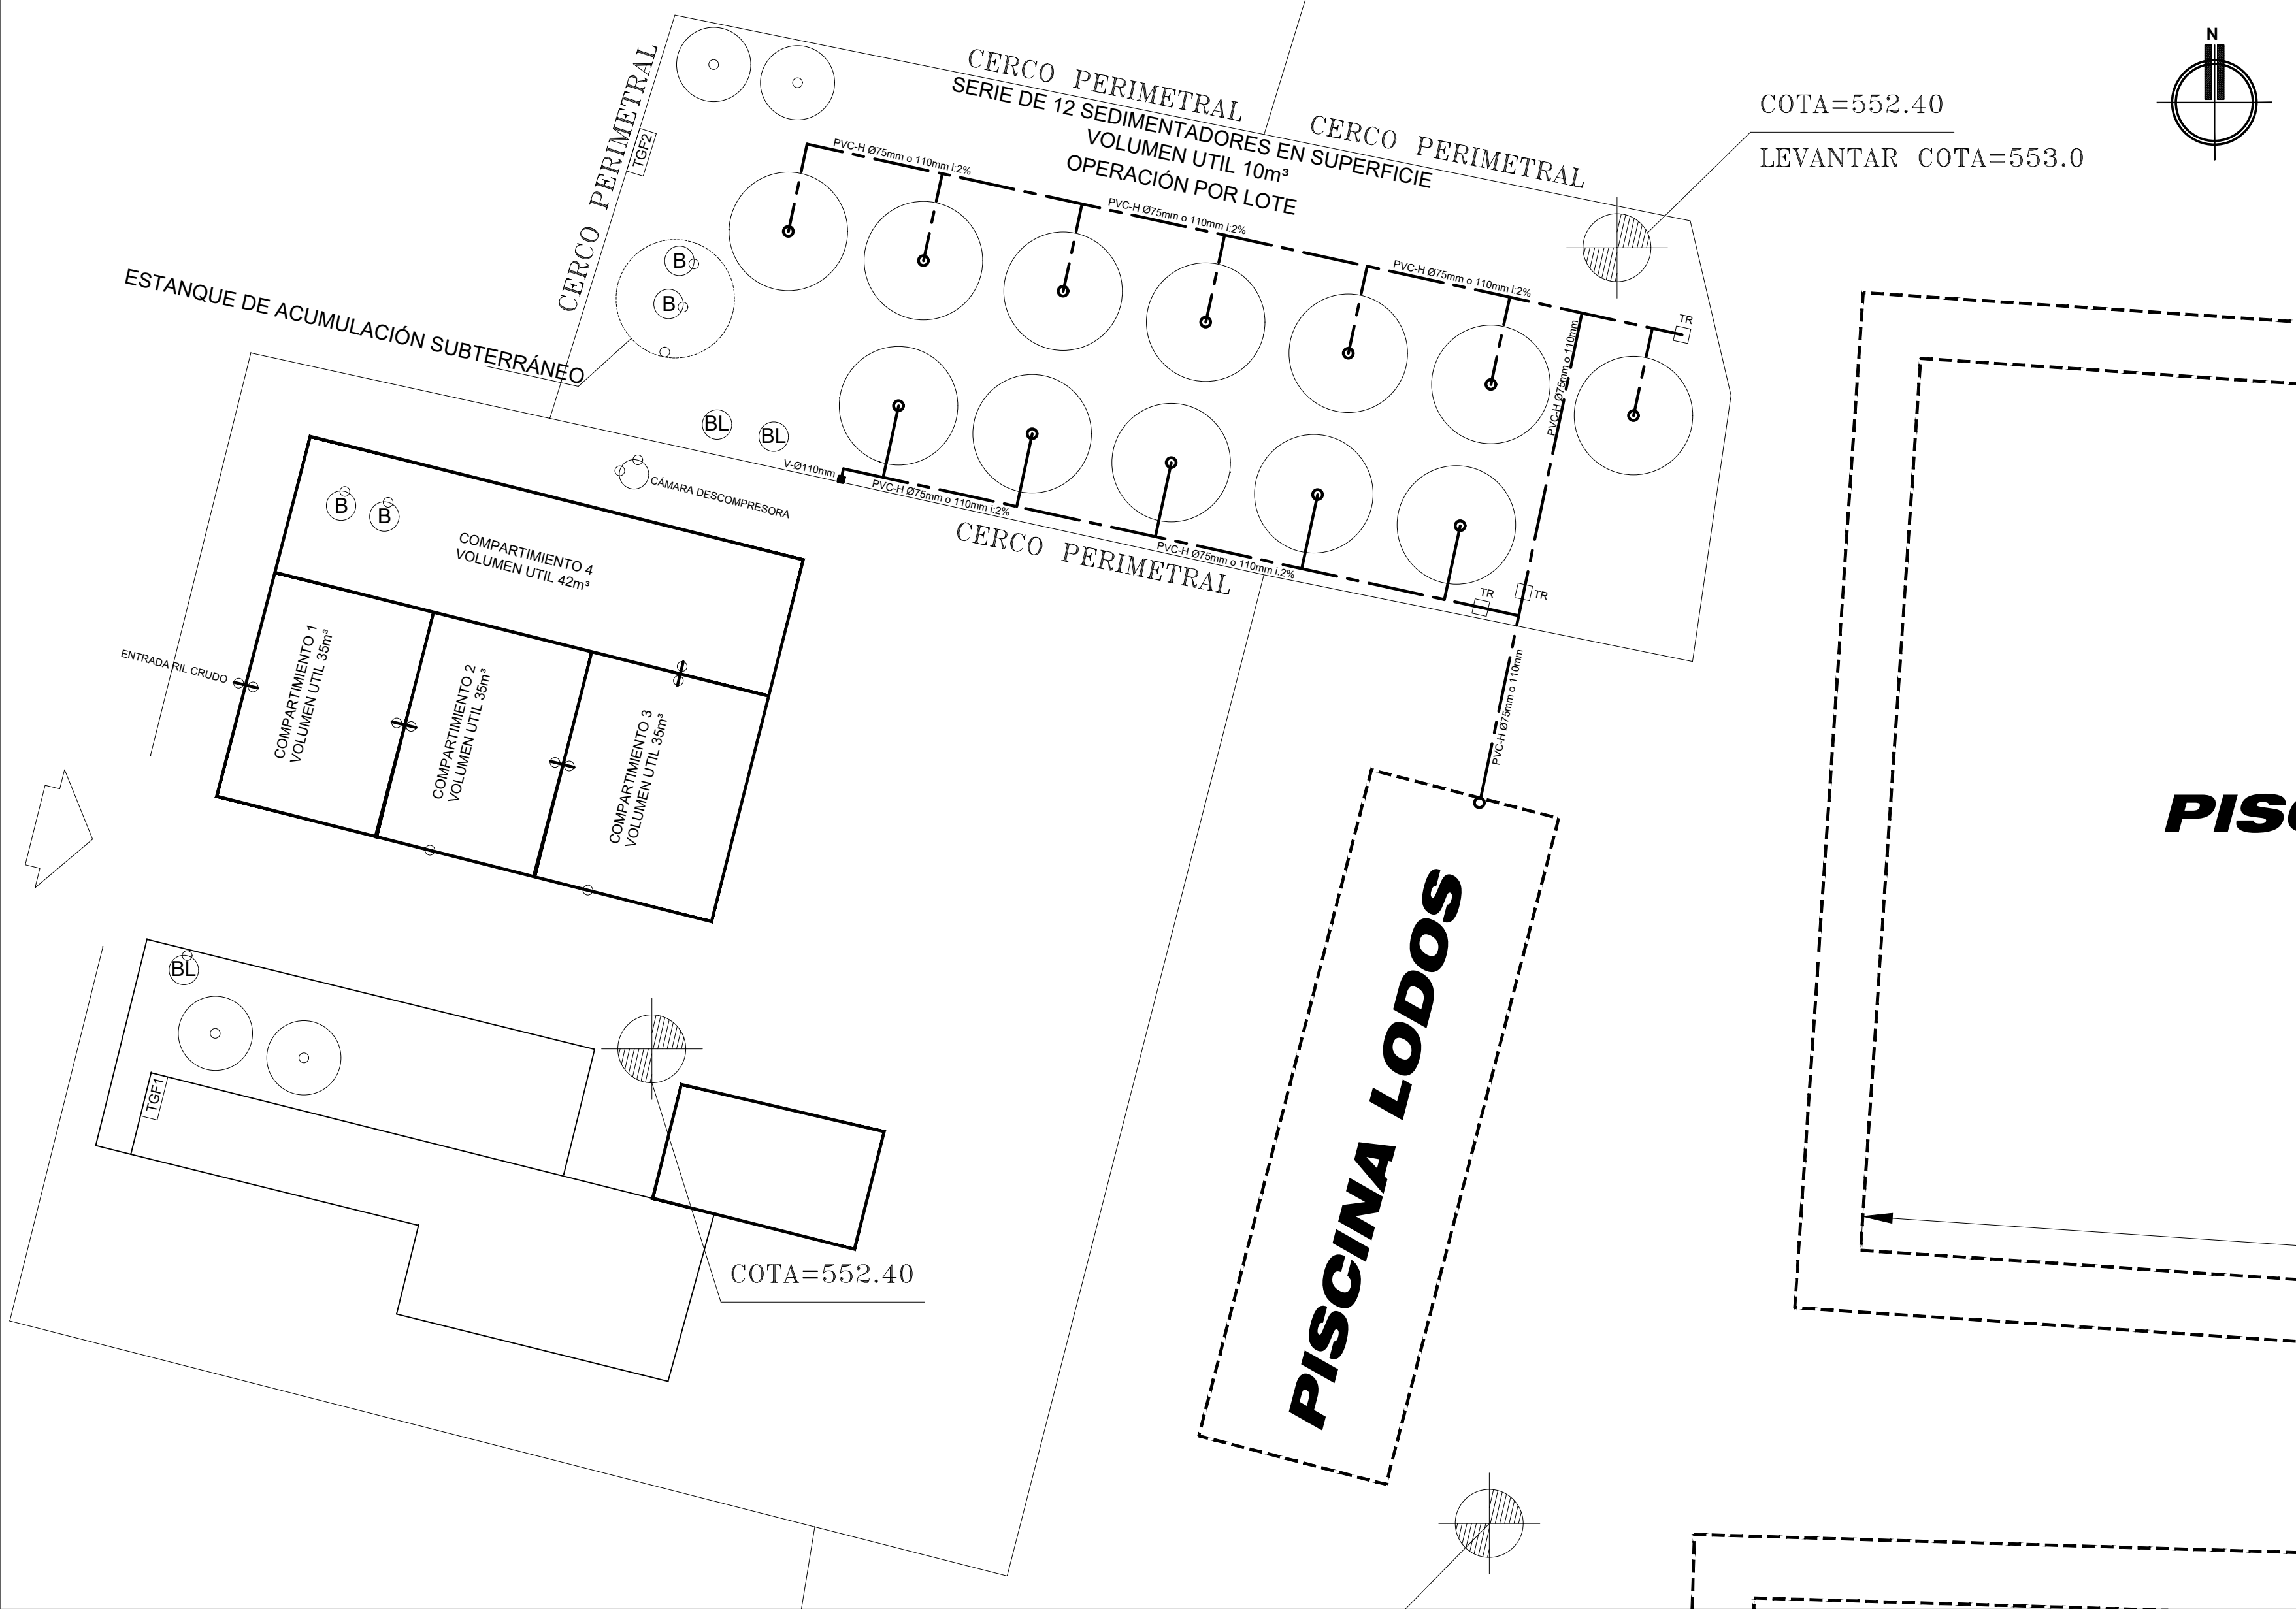 N
CERCO PERIMETRAL
CERCO PERIMETRAL
CERCO PERIMETRAL
SERIE DE 12 SEDIMENTADORES EN SUPERFICIE
VOLUMEN UTIL 10m³
OPERACIÓN POR LOTE
COTA=552.40
LEVANTAR COTA=553.0
TGF2
PVC-H Ø75mm o 110mm i:2%
PVC-H Ø75mm o 110mm i:2%
PVC-H Ø75mm o 110mm i:2%
TR
PVC-H Ø75mm o 110mm
B
B
ESTANQUE DE ACUMULACIÓN SUBTERRÁNEO
BL
BL
V-Ø110mm
PVC-H Ø75mm o 110mm i:2%
PVC-H Ø75mm o 110mm i.2%
CERCO PERIMETRAL
TR
TR
CÁMARA DESCOMPRESORA
B
B
COMPARTIMIENTO 4
VOLUMEN UTIL 42m³
ENTRADA RIL CRUDO
COMPARTIMIENTO 1
VOLUMEN UTIL 35m³
COMPARTIMIENTO 2
VOLUMEN UTIL 35m³
COMPARTIMIENTO 3
VOLUMEN UTIL 35m³
PVC-H Ø75mm o 110mm
PISCINA LODOS
BL
TGF1
COTA=552.40